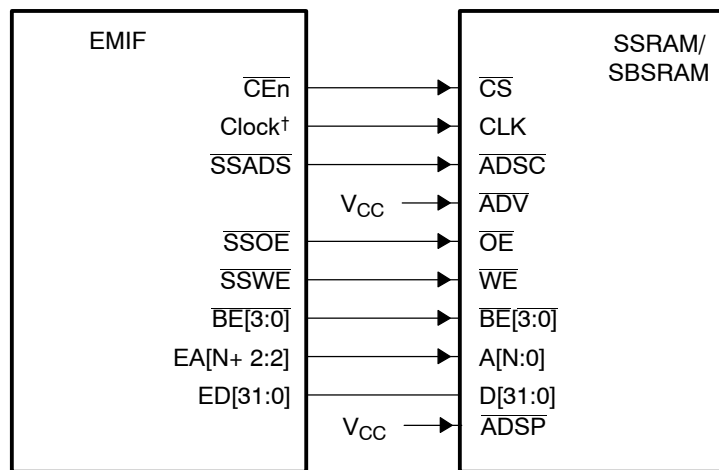 EMIF
SSRAM/
SBSRAM
CEn CS
Clock† CLK
SSADS ADSC
VCC ADV
SSOE OE
SSWE WE
BE[3:0] BE[3:0]
EA[N+ 2:2] A[N:0]
ED[31:0] D[31:0]
VCC ADSP